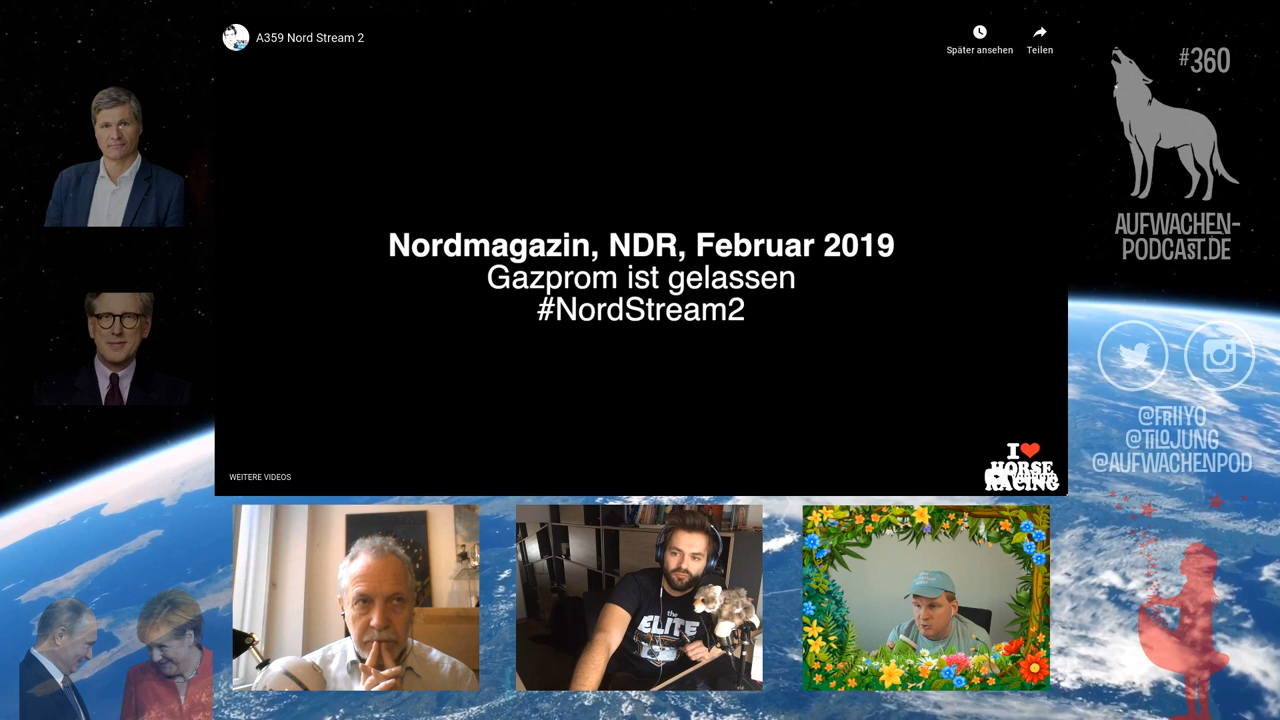 A359 Nord Stream 2
Später ansehen
Teilen
#360
AUFWACHEN-
PODCAST.DE
Nordmagazin, NDR, Februar 2019
Gazprom ist gelassen
#NordStream2
@FRIIYO
@TILOJUNG
@AUFWACHENPOD
WEITERE VIDEOS
I
HORSE
RACING
the
ELITE